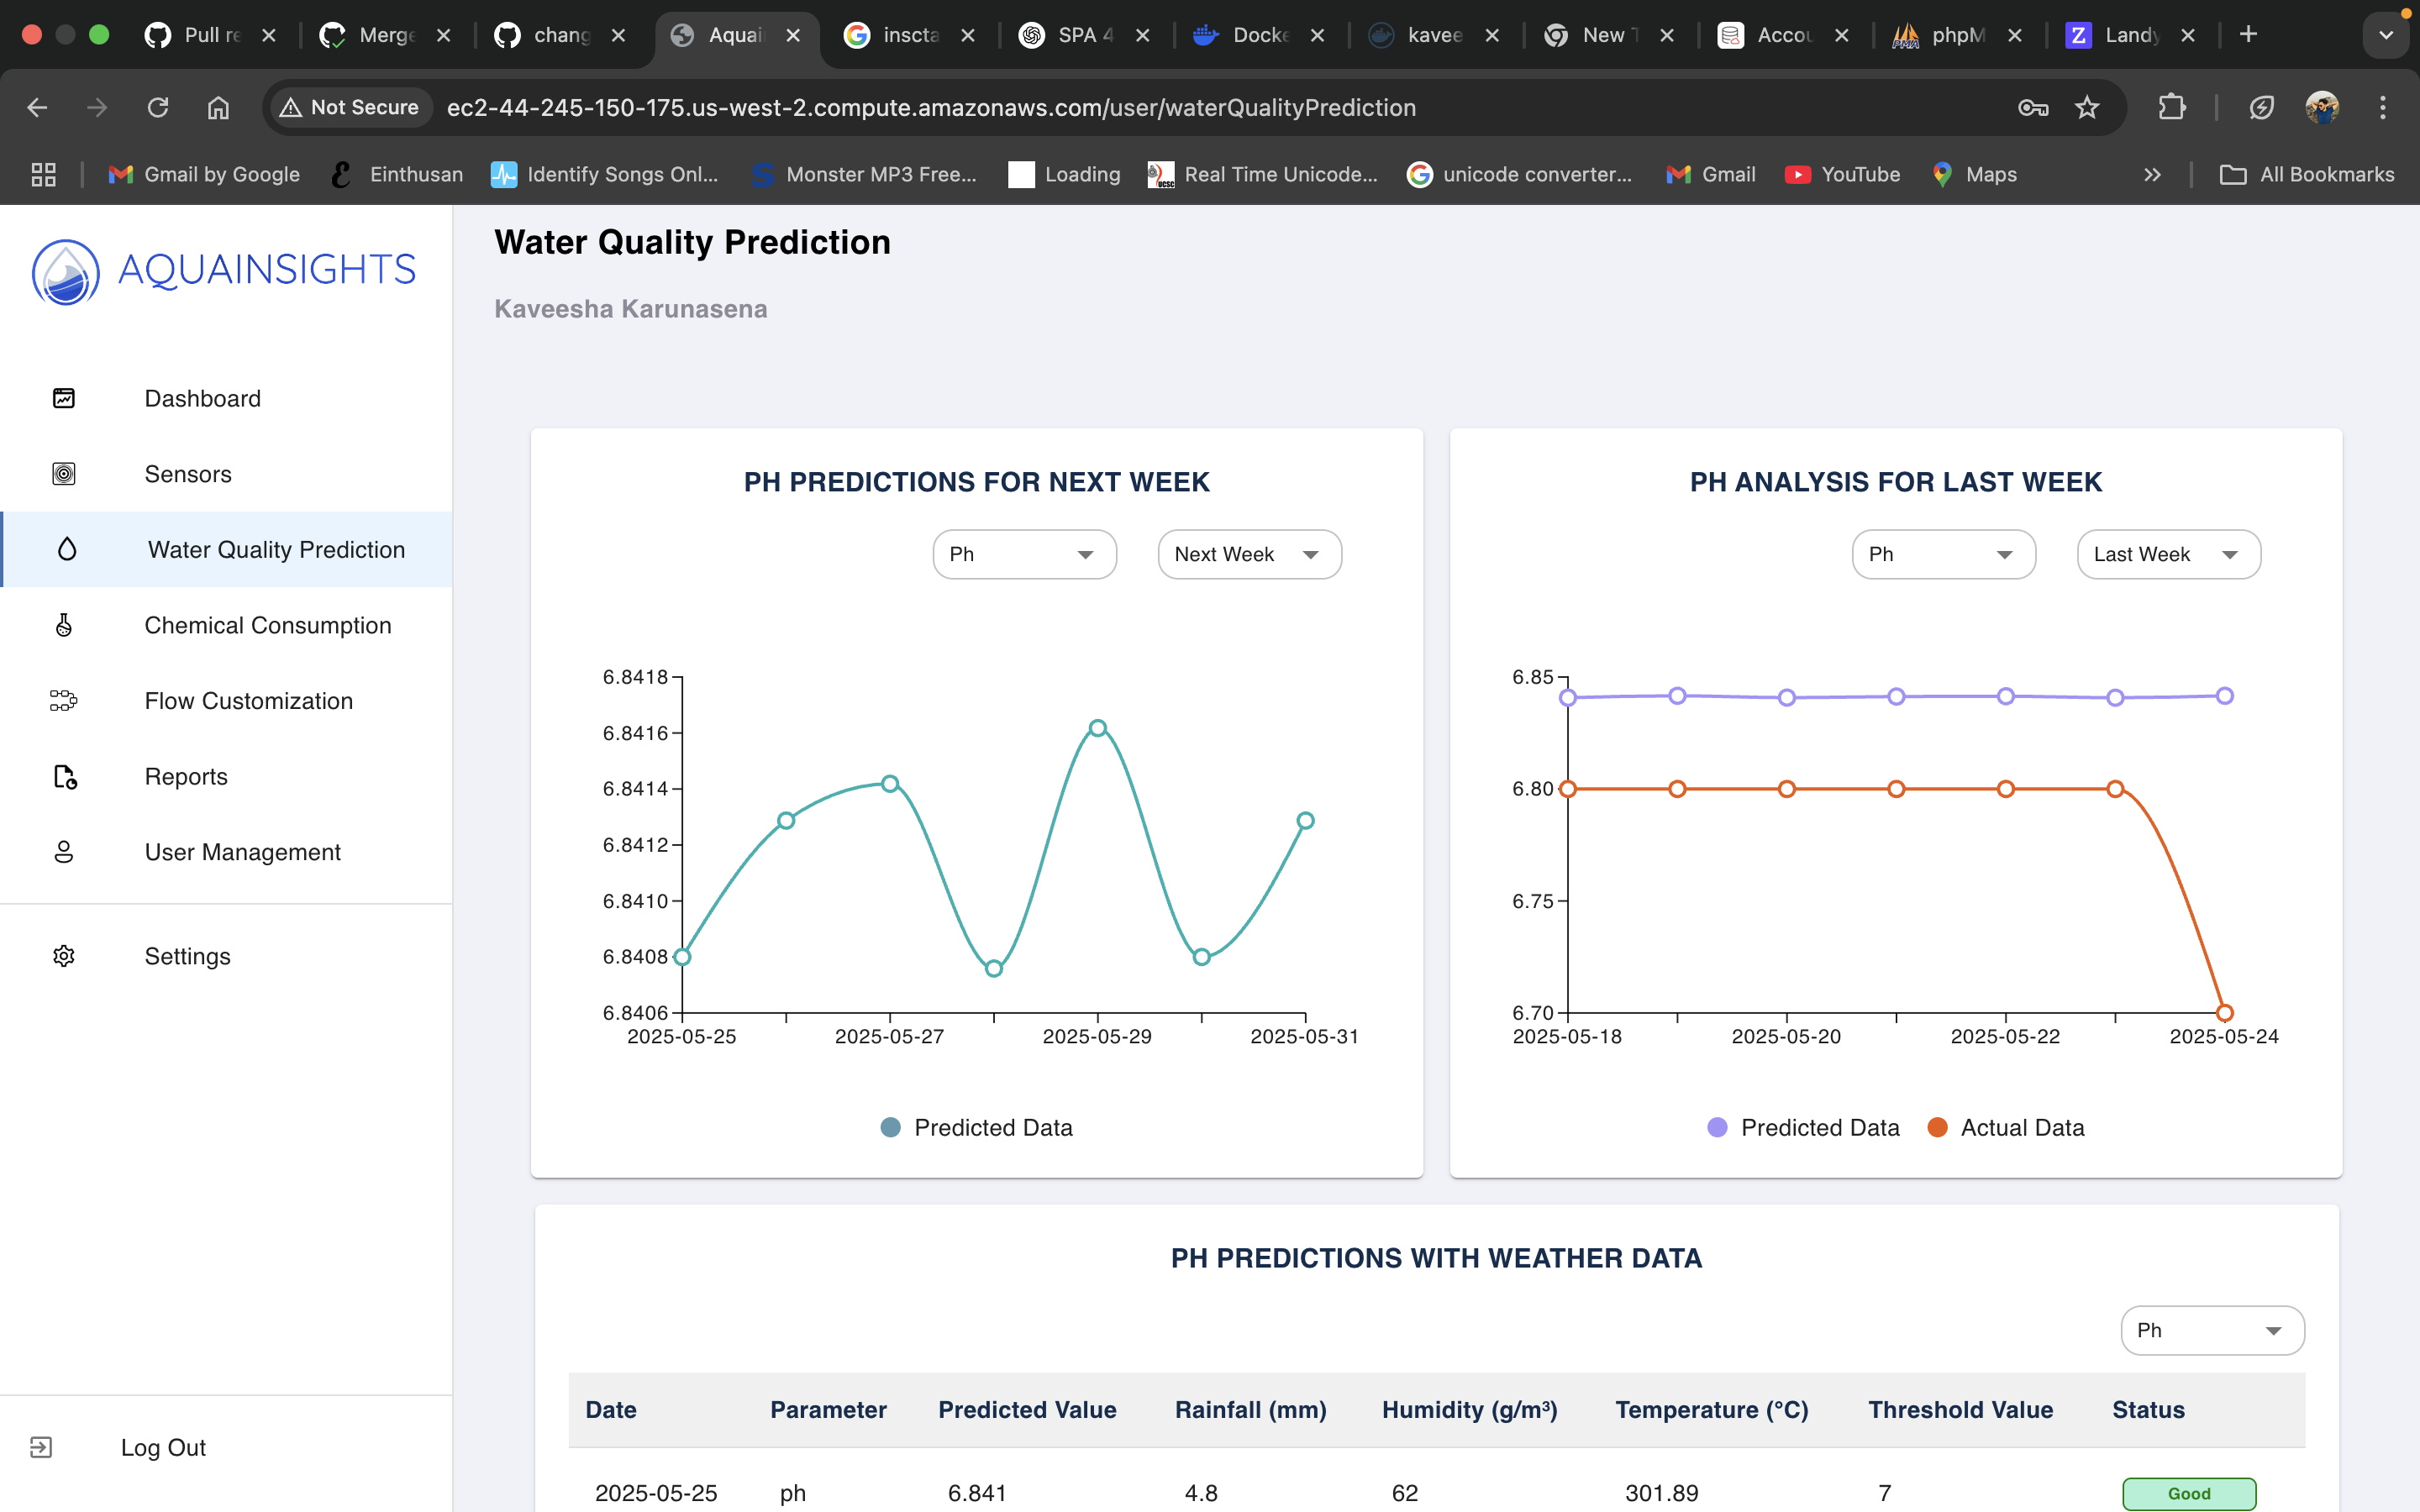 Pull re
Merge
chang
Aquai
inscta
SPA 4
Docke
kavee
New T
Accou
phpM
Landy
Not Secure
ec2-44-245-150-175.us-west-2.compute.amazonaws.com/user/waterQualityPrediction
Gmail by Google
Einthusan
Identify Songs Onl...
Monster MP3 Free...
Loading
Real Time Unicode...
unicode converter...
Gmail
YouTube
Maps
All Bookmarks
AQUAINSIGHTS
Dashboard
Sensors
Water Quality Prediction
Chemical Consumption
Flow Customization
Reports
User Management
Settings
Log Out
Water Quality Prediction
Kaveesha Karunasena
PH PREDICTIONS FOR NEXT WEEK
Ph
Next Week
6.8418
6.8416
6.8414
6.8412
6.8410
6.8408
6.8406
2025-05-25 2025-05-27 2025-05-29 2025-05-31
Predicted Data
PH ANALYSIS FOR LAST WEEK
Ph
Last Week
6.85
6.80
6.75
6.70
2025-05-18 2025-05-20 2025-05-22 2025-05-24
Predicted Data Actual Data
PH PREDICTIONS WITH WEATHER DATA
Ph
Date Parameter Predicted Value Rainfall (mm) Humidity (g/m³) Temperature (°C) Threshold Value Status
2025-05-25 ph 6.841 4.8 62 301.89 7 Good